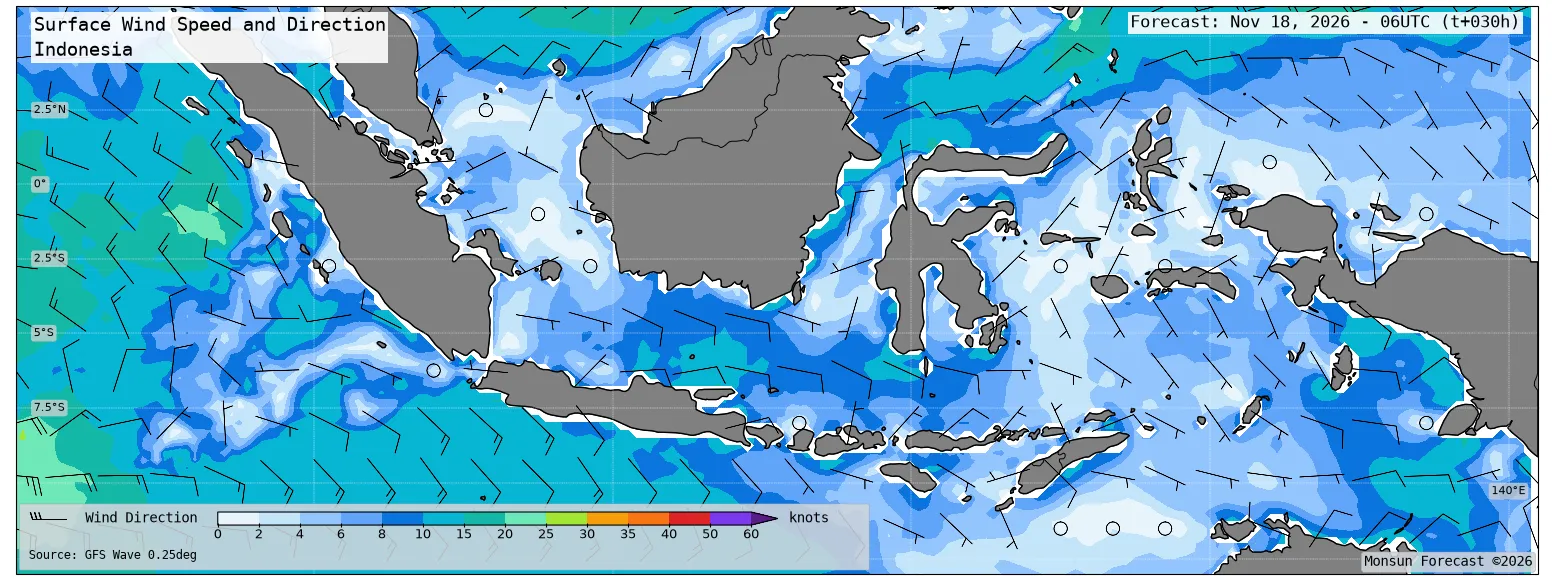 Surface Wind Speed and Direction
Indonesia
Forecast: Nov 18, 2026 - 06UTC (t+030h)
2.5°N
0°
2.5°S
5°S
7.5°S
140°E
Wind Direction
0 2 4 6 8 10 15 20 25 30 35 40 50 60
knots
Source: GFS Wave 0.25deg
Monsun Forecast ©2026